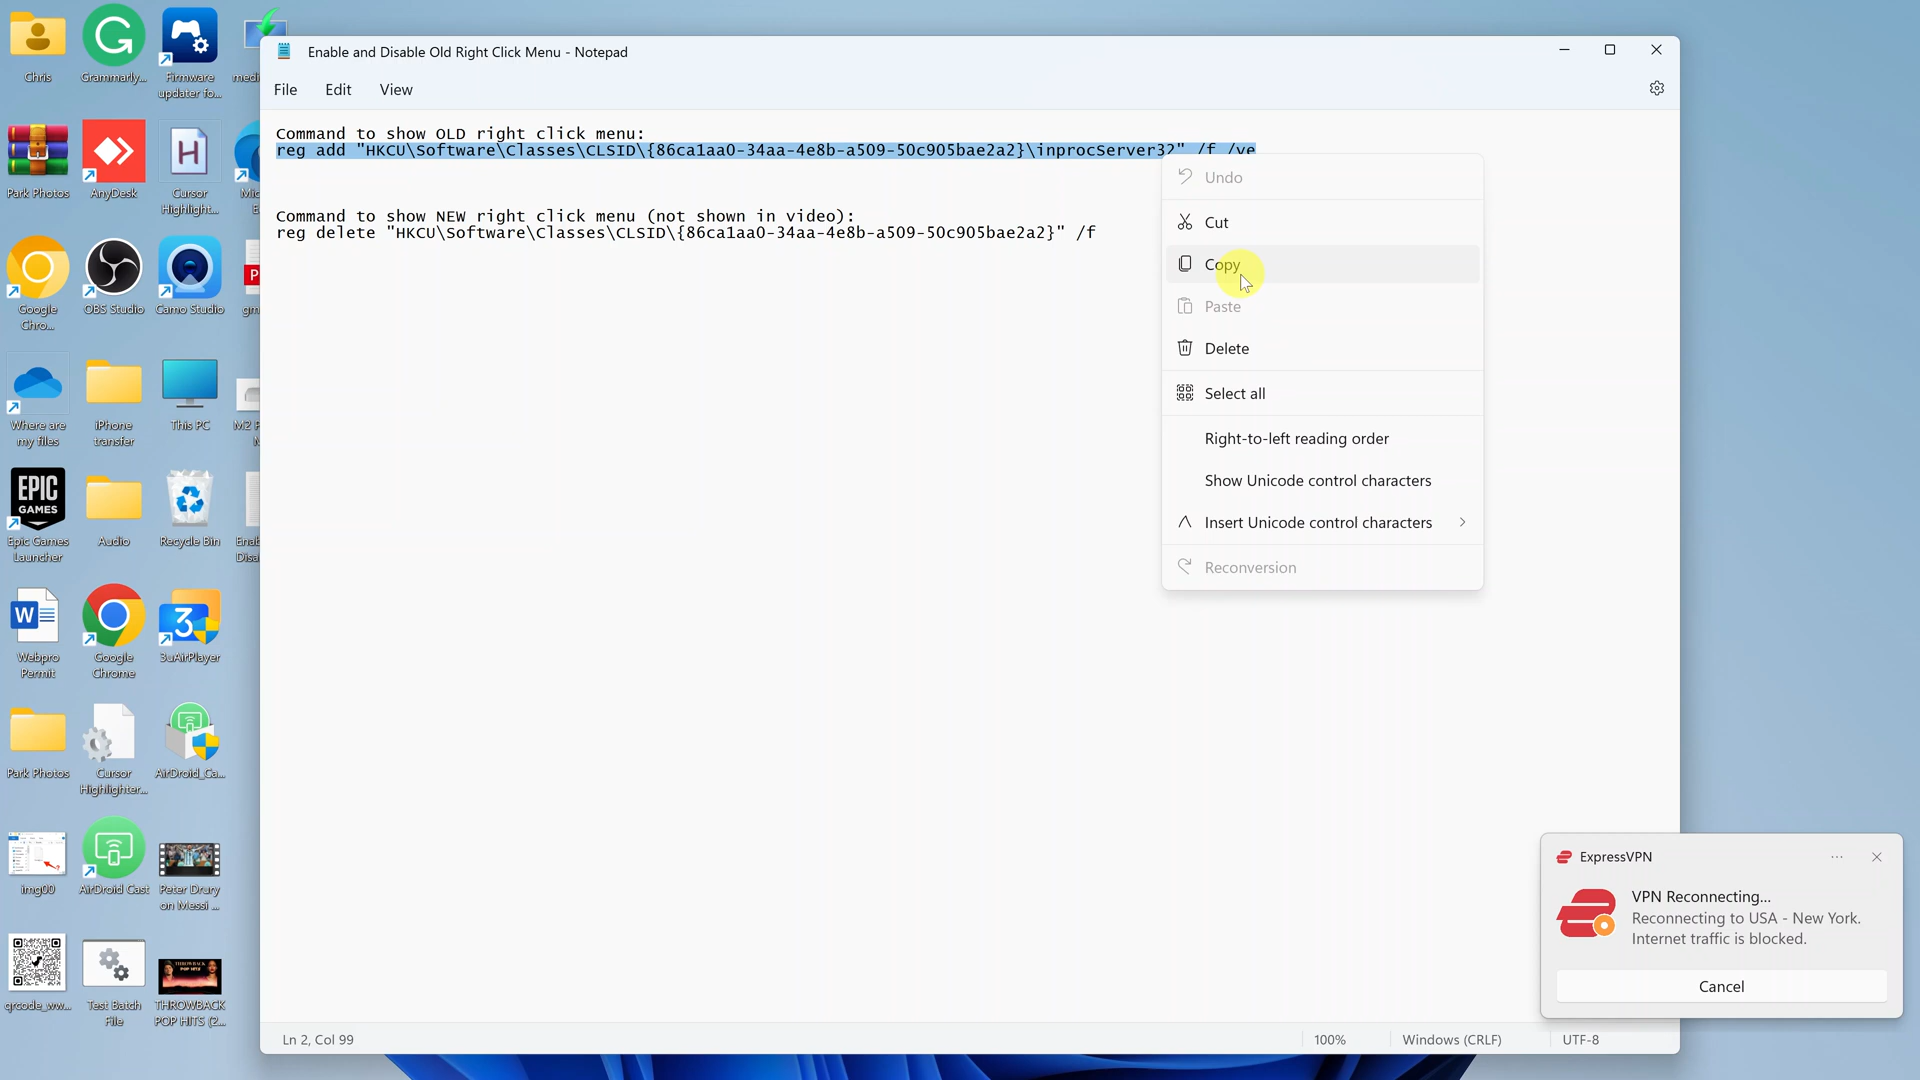 Enable and Disable Old Right Click Menu - Notepad
File Edit View
Command to show OLD right click menu:
reg add "HKCU\Software\Classes\CLSID\{86ca1aa0-34aa-4e8b-a509-50c905bae2a2}\InprocServer32" /f /ve
Command to show NEW right click menu (not shown in video):
reg delete "HKCU\Software\Classes\CLSID\{86ca1aa0-34aa-4e8b-a509-50c905bae2a2}" /f
Undo
Cut
Copy
Paste
Delete
Select all
Right-to-left reading order
Show Unicode control characters
Insert Unicode control characters
Reconversion
ExpressVPN
VPN Reconnecting...
Reconnecting to USA - New York.
Internet traffic is blocked.
Cancel
Ln 2, Col 99
100%
Windows (CRLF)
UTF-8
Chris
Grammarly...
Firmware
updater fo...
Park Photos
AnyDesk
Cursor
Highlight...
Google
Chro...
OBS Studio
Camo Studio
Where are
my files
iPhone
transfer
This PC
EPIC
GAMES
Epic Games
Launcher
Audio
Recycle Bin
Webpro
Permit
Google
Chrome
3uAirPlayer
Park Photos
Cursor
Highlighter...
AirDroid_Ca...
img00
AirDroid Cast
Peter Drury
on Messi ...
qrcode_ww...
Test Batch
File
THROWBACK
POP HITS (2...